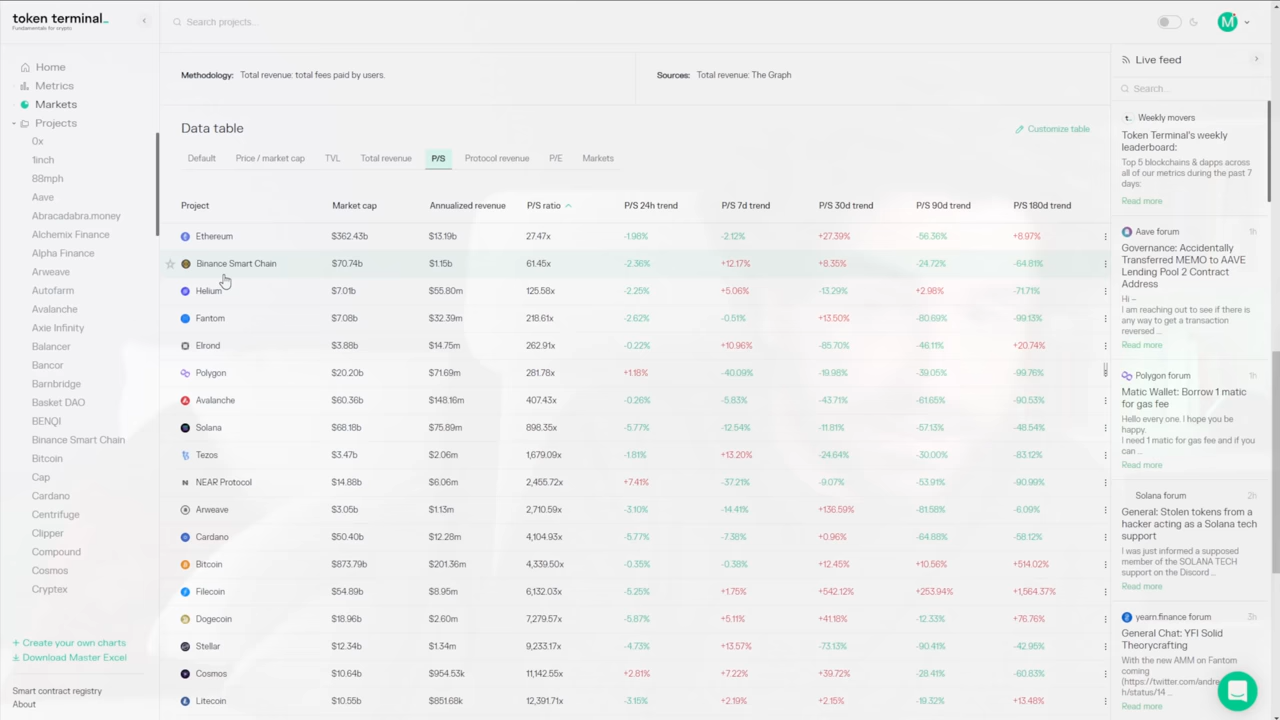 token terminal_
Fundamentals for crypto
Search projects...
M
Home
Metrics
Markets
Projects
0x
1inch
88mph
Aave
Abracadabra.money
Alchemix Finance
Alpha Finance
Arweave
Autofarm
Avalanche
Axie Infinity
Balancer
Bancor
Barnbridge
Basket DAO
BENQI
Binance Smart Chain
Bitcoin
Cap
Cardano
Centrifuge
Clipper
Compound
Cosmos
Cryptex
+ Create your own charts
Download Master Excel
Smart contract registry
About
Methodology: Total revenue: total fees paid by users.
Sources: Total revenue: The Graph
Data table
Customize table
Default Price / market cap TVL Total revenue P/S Protocol revenue P/E Markets
Project Market cap Annualized revenue P/S ratio P/S 24h trend P/S 7d trend P/S 30d trend P/S 90d trend P/S 180d trend
Ethereum $362.43b $13.19b 27.47x -1.98% -2.12% +27.39% -56.36% +8.97%
Binance Smart Chain $70.74b $1.15b 61.45x -2.36% +12.17% +8.35% -24.72% -64.81%
Helium $7.01b $55.80m 125.58x -2.25% +5.06% -13.29% +2.98% -71.71%
Fantom $7.08b $32.39m 218.61x -2.62% -0.51% +13.50% -80.69% -99.13%
Elrond $3.88b $14.75m 262.91x -0.22% +10.96% -85.70% -46.11% +20.74%
Polygon $20.20b $71.69m 281.78x +1.18% -40.09% -19.98% -39.05% -99.76%
Avalanche $60.36b $148.16m 407.43x -0.26% -5.83% -43.71% -61.65% -90.53%
Solana $68.18b $75.89m 898.35x -5.77% -12.54% -11.81% -57.13% -48.54%
Tezos $3.47b $2.06m 1,679.09x -1.81% +13.20% -24.64% -30.00% -83.12%
NEAR Protocol $14.88b $6.06m 2,455.72x +7.41% -37.21% -9.07% -53.91% -90.99%
Arweave $3.05b $1.13m 2,710.59x -3.10% -14.41% +136.59% -81.58% -6.09%
Cardano $50.40b $12.28m 4,104.93x -5.77% -7.38% +0.96% -64.88% -58.12%
Bitcoin $873.79b $201.36m 4,339.50x -0.35% -0.38% +12.45% +10.56% +514.02%
Filecoin $54.89b $8.95m 6,132.03x -5.25% +1.75% +542.12% +253.94% +1,564.37%
Dogecoin $18.96b $2.60m 7,279.57x -5.87% +5.11% +41.18% -12.33% +76.76%
Stellar $12.34b $1.34m 9,233.17x -4.73% +13.57% -73.13% -90.41% -42.95%
Cosmos $10.64b 11,142.55x +2.81% +7.22% +39.72% -28.41% -60.83%
Litecoin $10.55b $851.68k 12,391.71x -3.15% +2.19% +2.15% -19.32% +13.48%
Live feed
Search...
t. Weekly movers
Token Terminal's weekly
leaderboard:
Top 5 blockchains & dapps across
all of our metrics during the past 7
days:
Read more
Aave forum 1h
Governance: Accidentally
Transferred MEMO to AAVE
Lending Pool 2 Contract
Address
Hi –
I am reaching out to see if there is
any way to get a transaction
reversed ...
Read more
Polygon forum 1h
Matic Wallet: Borrow 1 matic
for gas fee
Hello every one. I hope you be
happy.
I need 1 matic for gas fee and if you
can ...
Read more
Solana forum 2h
General: Stolen tokens from a
hacker acting as a Solana tech
support
I was just informed a supposed
member of the SOLANA TECH
support on the Discord ...
Read more
yearn.finance forum 3h
General Chat: YFI Solid
Theorycrafting
With the new AMM on Fantom
coming
(https://twitter.com/andre
h/status/14 ...
Read more